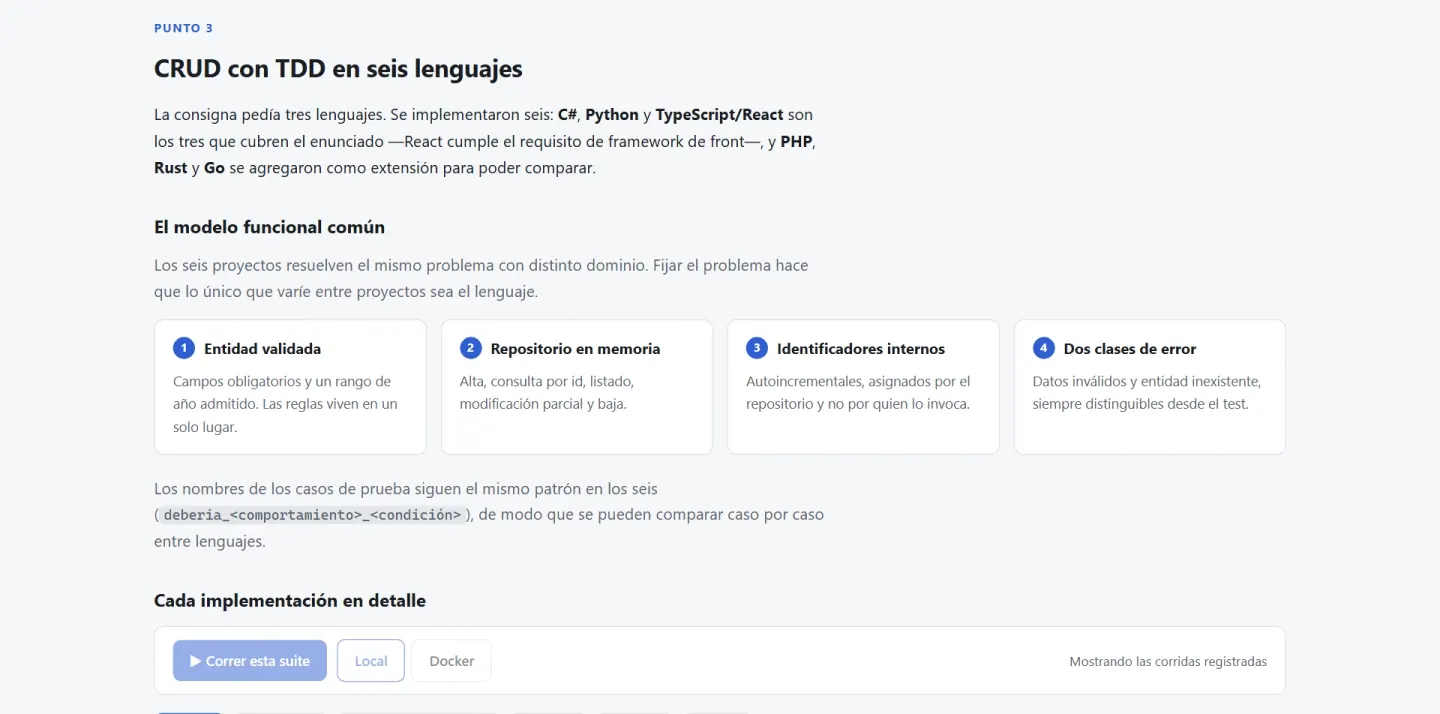 PUNTO 3
CRUD con TDD en seis lenguajes
La consigna pedía tres lenguajes. Se implementaron seis: C#, Python y TypeScript/React son
los tres que cubren el enunciado —React cumple el requisito de framework de front—, y PHP,
Rust y Go se agregaron como extensión para poder comparar.
El modelo funcional común
Los seis proyectos resuelven el mismo problema con distinto dominio. Fijar el problema hace
que lo único que varíe entre proyectos sea el lenguaje.
1 Entidad validada
Campos obligatorios y un rango de
año admitido. Las reglas viven en un
solo lugar.
2 Repositorio en memoria
Alta, consulta por id, listado,
modificación parcial y baja.
3 Identificadores internos
Autoincrementales, asignados por el
repositorio y no por quien lo invoca.
4 Dos clases de error
Datos inválidos y entidad inexistente,
siempre distinguibles desde el test.
Los nombres de los casos de prueba siguen el mismo patrón en los seis
(deberia_<comportamiento>_<condición>), de modo que se pueden comparar caso por caso
entre lenguajes.
Cada implementación en detalle
▶ Correr esta suite
Local
Docker
Mostrando las corridas registradas